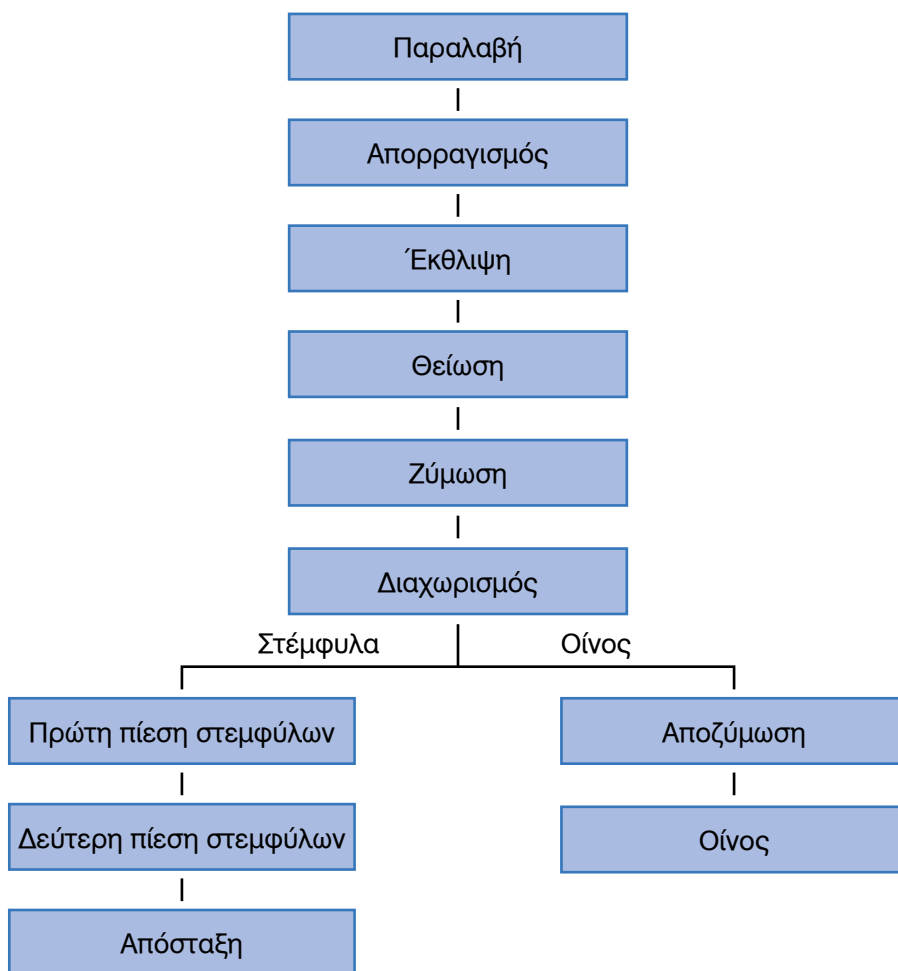 Παραλαβή
Απορραγισμός
Έκθλιψη
Θείωση
Ζύμωση
Διαχωρισμός
Στέμφυλα
Οίνος
Πρώτη πίεση στεμφύλων
Αποζύμωση
Δεύτερη πίεση στεμφύλων
Οίνος
Απόσταξη